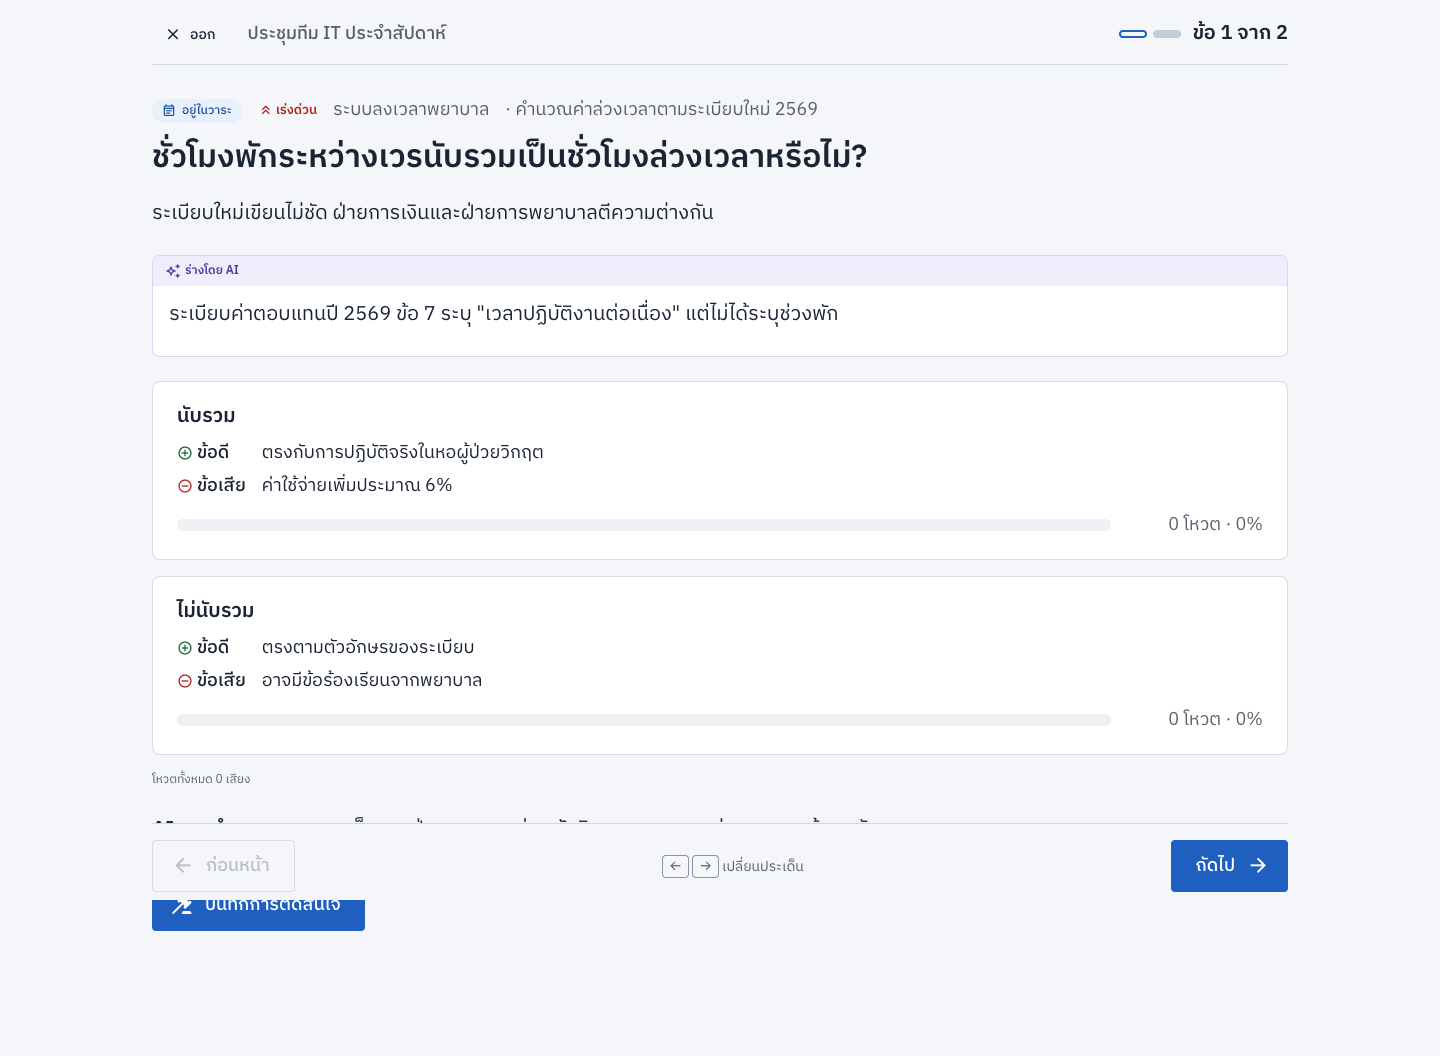 ออก
ประชุมทีม IT ประจำสัปดาห์
ข้อ 1 จาก 2
อยู่ในวาระ
เร่งด่วน
ระบบลงเวลาพยาบาล · คำนวณค่าล่วงเวลาตามระเบียบใหม่ 2569
ชั่วโมงพักระหว่างเวรนับรวมเป็นชั่วโมงล่วงเวลาหรือไม่?
ระเบียบใหม่เขียนไม่ชัด ฝ่ายการเงินและฝ่ายการพยาบาลตีความต่างกัน
ร่างโดย AI
ระเบียบค่าตอบแทนปี 2569 ข้อ 7 ระบุ "เวลาปฏิบัติงานต่อเนื่อง" แต่ไม่ได้ระบุช่วงพัก
นับรวม
ข้อดี ตรงกับการปฏิบัติจริงในหอผู้ป่วยวิกฤต
ข้อเสีย ค่าใช้จ่ายเพิ่มประมาณ 6%
0 โหวต · 0%
ไม่นับรวม
ข้อดี ตรงตามตัวอักษรของระเบียบ
ข้อเสีย อาจมีข้อร้องเรียนจากพยาบาล
0 โหวต · 0%
โหวตทั้งหมด 0 เสียง
ก่อนหน้า
← → เปลี่ยนประเด็น
ถัดไป
บันทึกการตัดสินใจ